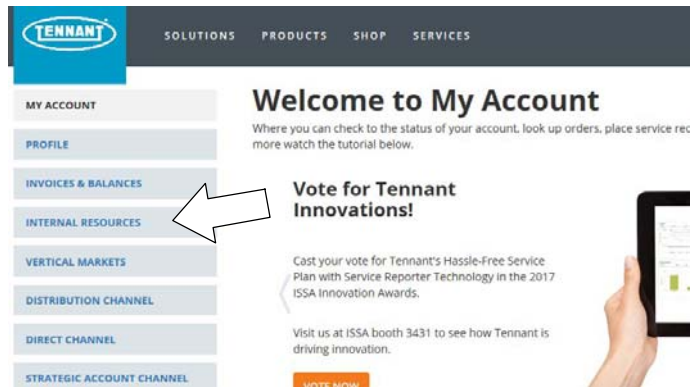 TENNANT
SOLUTIONS PRODUCTS SHOP SERVICES
MY ACCOUNT
PROFILE
INVOICES & BALANCES
INTERNAL RESOURCES
VERTICAL MARKETS
DISTRIBUTION CHANNEL
DIRECT CHANNEL
STRATEGIC ACCOUNT CHANNEL
Welcome to My Account
Where you can check to the status of your account, look up orders, place service rec
more watch the tutorial below.
Vote for Tennant
Innovations!
Cast your vote for Tennant's Hassle-Free Service
Plan with Service Reporter Technology in the 2017
ISSA Innovation Awards.
Visit us at ISSA booth 3431 to see how Tennant is
driving innovation.
VOTE NOW